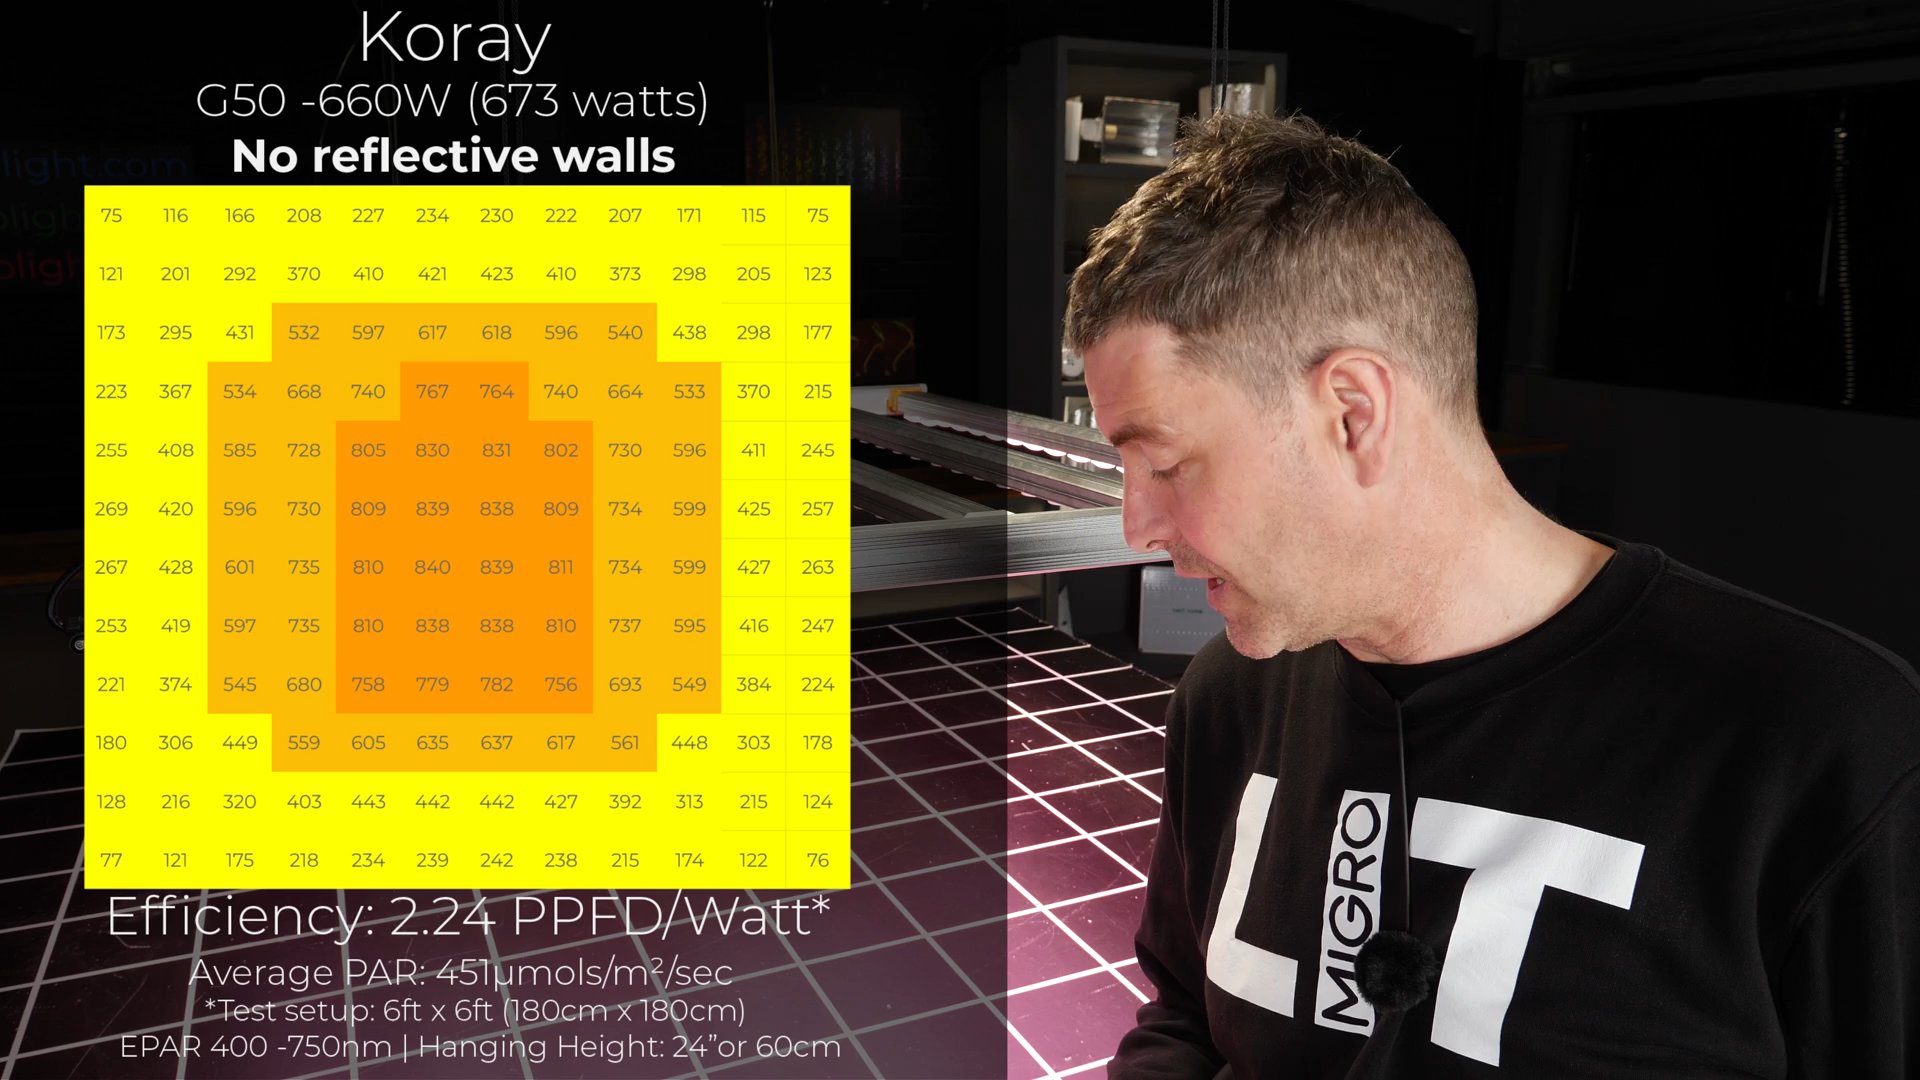 Koray
G50 -660W (673 watts)
No reflective walls
light.com
75 116 166 208 227 234 230 222 207 171 115 75
121 201 292 370 410 421 423 410 373 298 205 123
173 295 431 532 597 617 618 596 540 438 298 177
223 367 534 668 740 767 764 740 664 533 370 215
255 408 585 728 805 830 831 802 730 596 411 245
269 420 596 730 809 839 838 809 734 599 425 257
267 428 601 735 810 840 839 811 734 599 427 263
253 419 597 735 810 838 838 810 737 595 416 247
221 374 545 680 758 779 782 756 693 549 384 224
180 306 449 559 605 635 637 617 561 448 303 178
128 216 320 403 443 442 442 427 392 313 215 124
77 121 175 218 234 239 242 238 215 174 122 76
Efficiency: 2.24 PPFD/Watt*
Average PAR: 451µmols/m²/sec
*Test setup: 6ft x 6ft (180cm x 180cm)
EPAR 400 -750nm | Hanging Height: 24”or 60cm
LIT
MIGRO